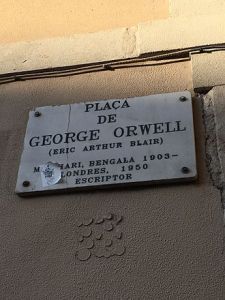 PLAÇA
DE
GEORGE ORWELL
(ERIC ARTHUR BLAIR)
BENGALA 1903–
LONDRES, 1950
ESCRIPTOR